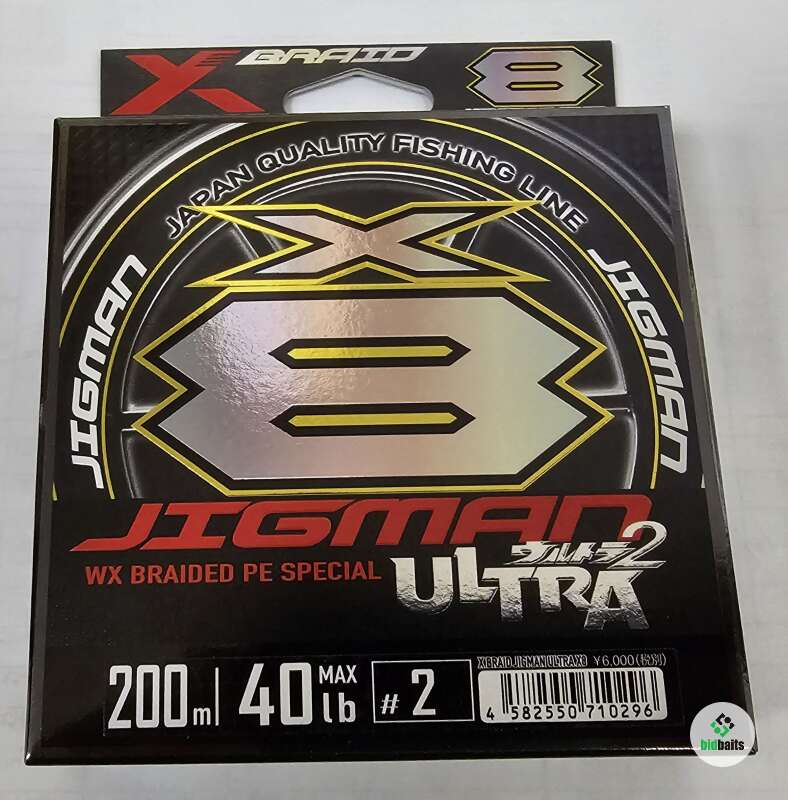 X BRAID 8
JAPAN QUALITY FISHING LINE
JIGMAN
JIGMAN
X
8
JIGMAN
WX BRAIDED PE SPECIAL
ウルトラ2
ULTRA
200m 40 MAX lb #2
XBRAID JIGMAN ULTRA X8 ¥6,000
4 582550 710296
bidbaits